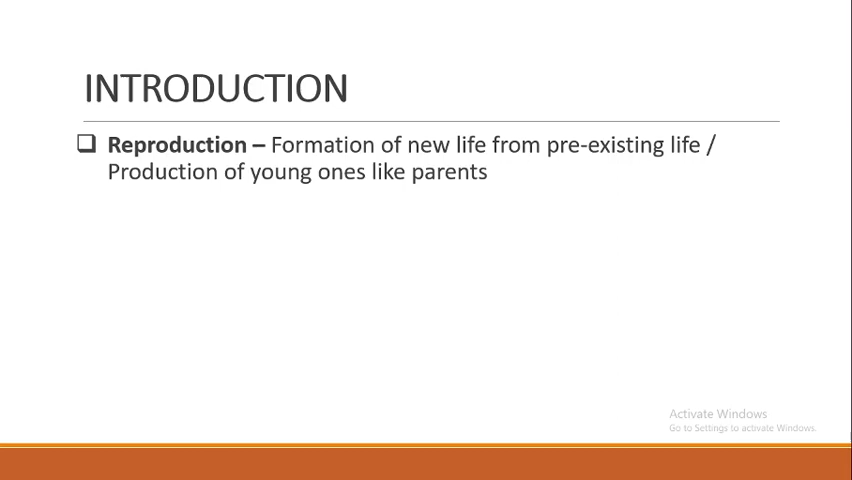 INTRODUCTION
❑ Reproduction – Formation of new life from pre-existing life /
Production of young ones like parents
Activate Windows
Go to Settings to activate Windows.